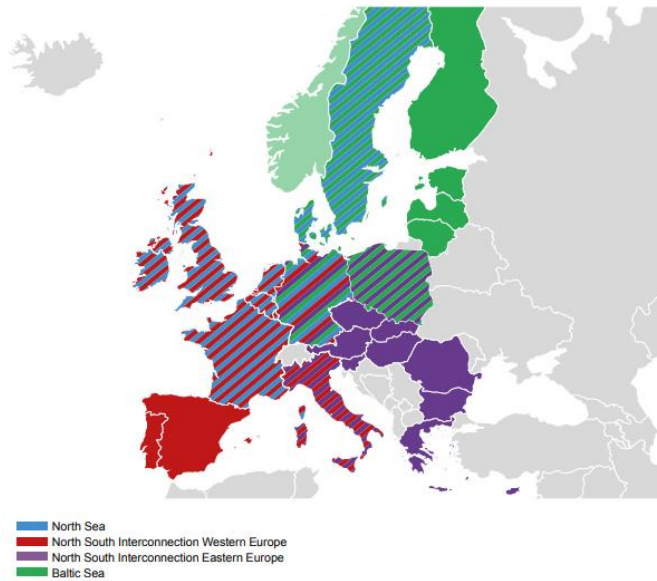 North Sea
North South Interconnection Western Europe
North South Interconnection Eastern Europe
Baltic Sea